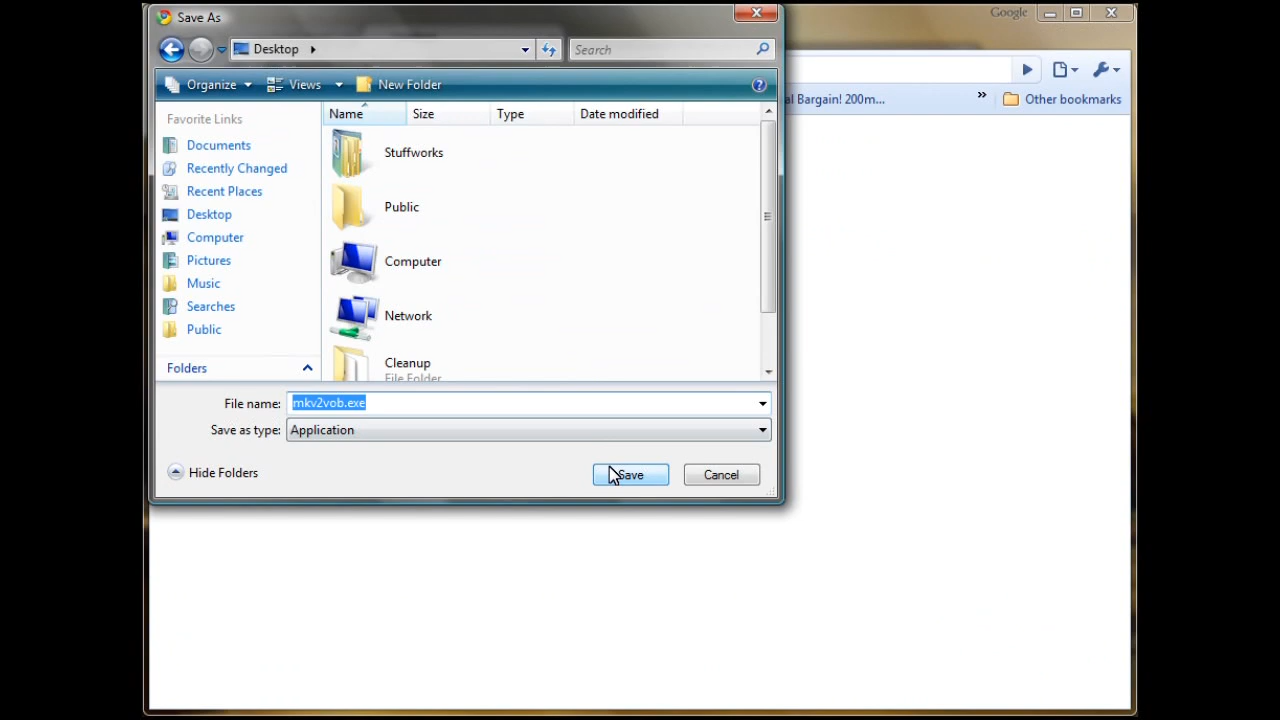 Save As
Google
Desktop
Search
Organize
Views
New Folder
al Bargain! 200m...
»
Other bookmarks
Favorite Links
Name
Size
Type
Date modified
Documents
Recently Changed
Recent Places
Desktop
Computer
Pictures
Music
Searches
Public
Folders
Stuffworks
Public
Computer
Network
Cleanup
File Folder
File name:
mkv2vob.exe
Save as type:
Application
Hide Folders
Save
Cancel